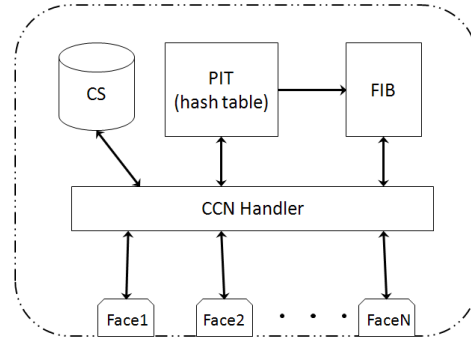 CS
PIT
(hash table)
FIB
CCN Handler
Face1
Face2
. . . .
FaceN